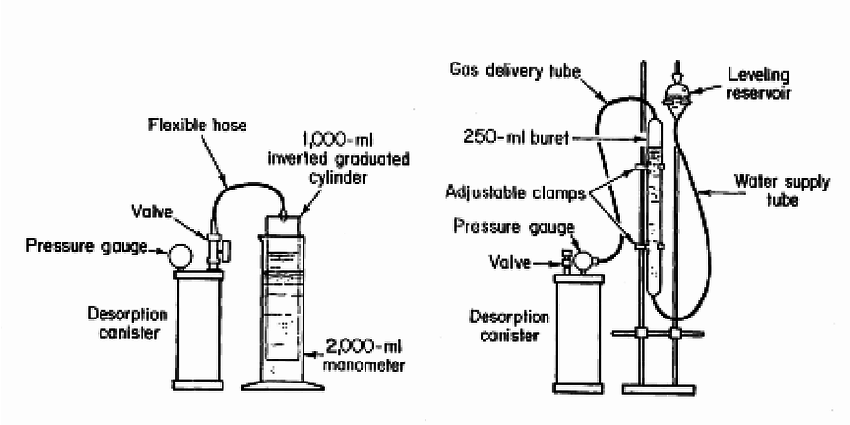 Flexible hose
1,000-ml
inverted graduated
cylinder
Valve
Pressure gauge
Desorption
canister
2,000-ml
manometer
Gas delivery tube
Leveling
reservoir
250-ml buret
Adjustable clamps
Water supply
tube
Pressure gauge
Valve
Desorption
canister